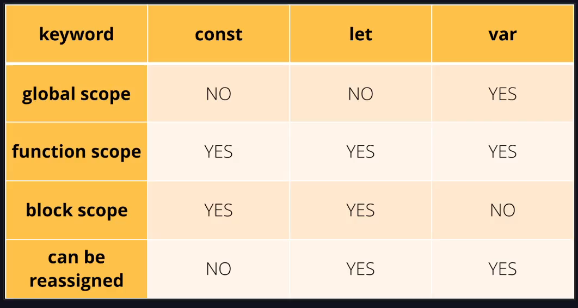 keyword const let var
global scope NO NO YES
function scope YES YES YES
block scope YES YES NO
can be
reassigned NO YES YES